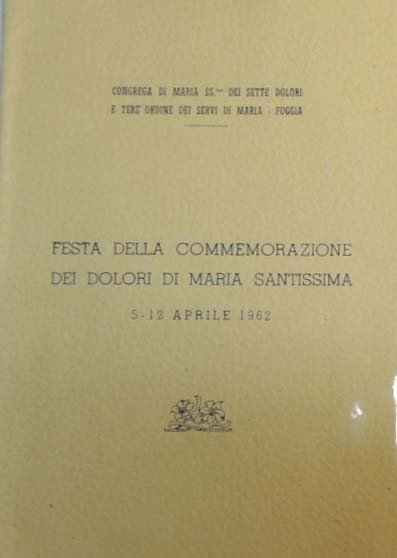 CONGREGA DI MARIA SS.ma DEI SETTE DOLORI
E TERZ'ORDINE DEI SERVI DI MARIA - FOGGIA
FESTA DELLA COMMEMORAZIONE
DEI DOLORI DI MARIA SANTISSIMA
5-12 APRILE 1962